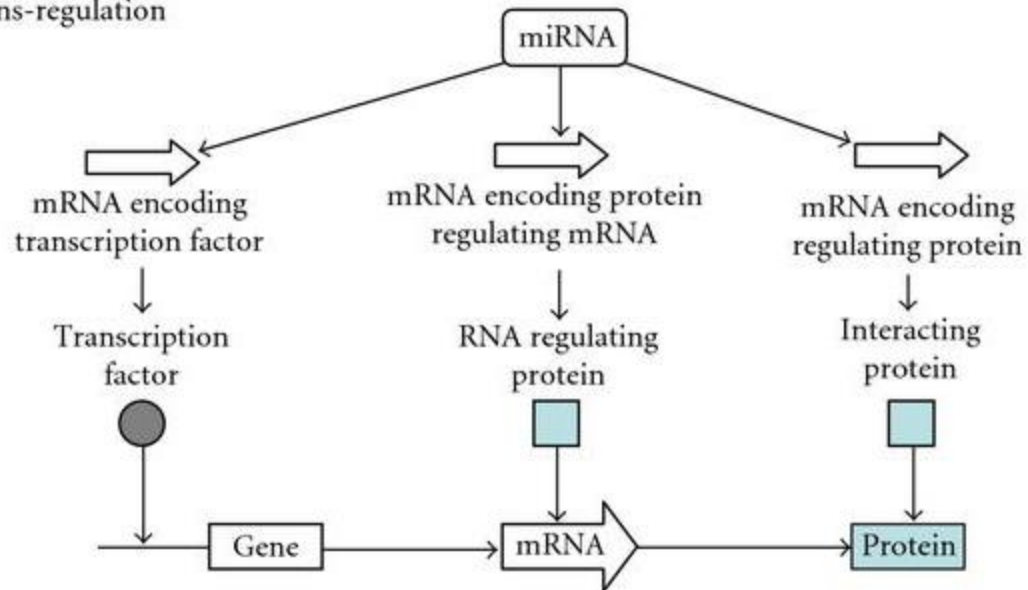 ns-regulation
miRNA
mRNA encoding
transcription factor
mRNA encoding protein
regulating mRNA
mRNA encoding
regulating protein
Transcription
factor
RNA regulating
protein
Interacting
protein
Gene
mRNA
Protein